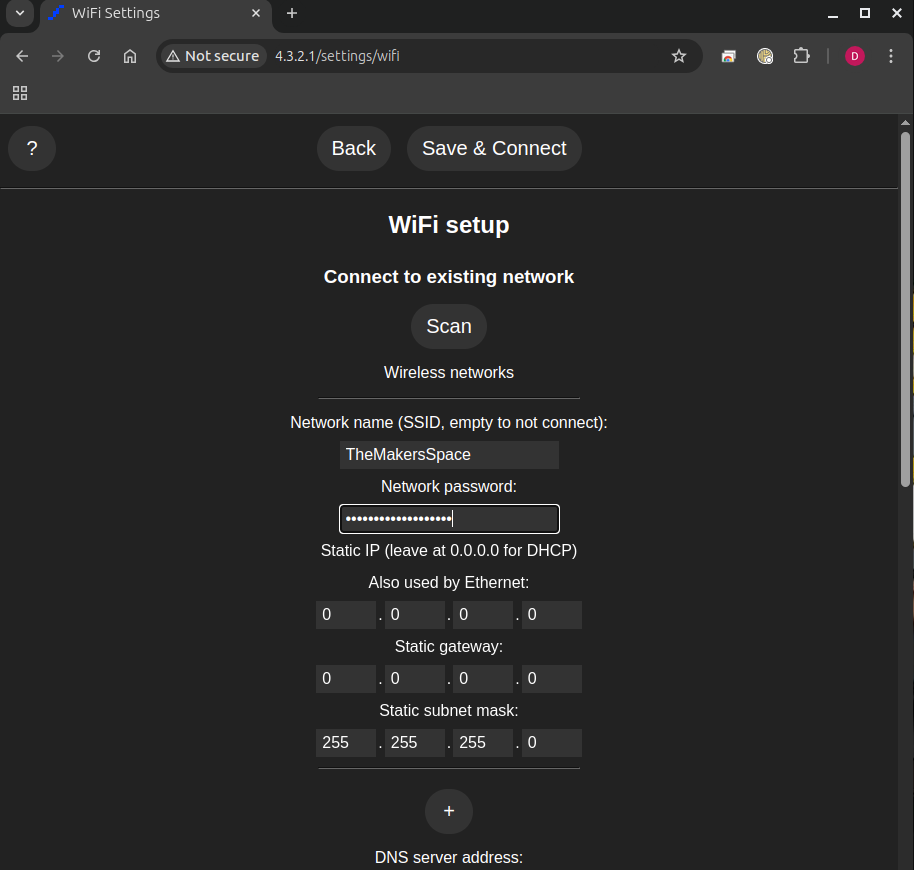 WiFi Settings
Not secure 4.3.2.1/settings/wifi
D
? Back Save & Connect
WiFi setup
Connect to existing network
Scan
Wireless networks
Network name (SSID, empty to not connect):
TheMakersSpace
Network password:
•••••••••••••••••••
Static IP (leave at 0.0.0.0 for DHCP)
Also used by Ethernet:
0 . 0 . 0 . 0
Static gateway:
0 . 0 . 0 . 0
Static subnet mask:
255 . 255 . 255 . 0
+
DNS server address: